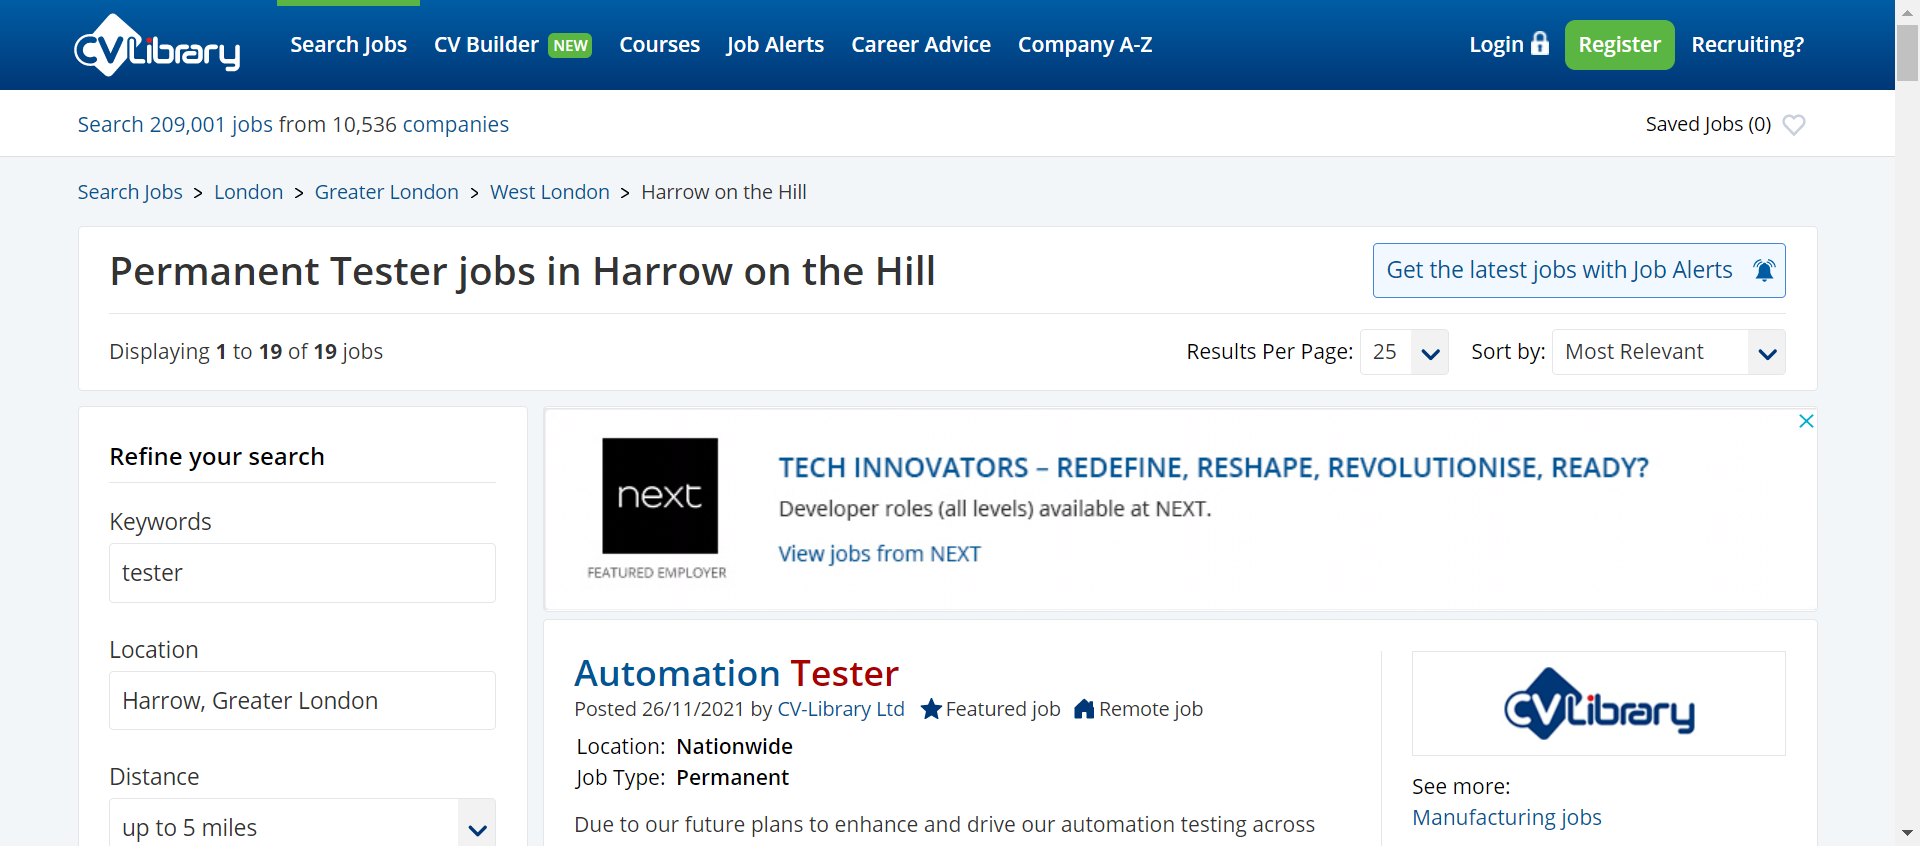 CVLibrary
Search Jobs CV Builder NEW Courses Job Alerts Career Advice Company A-Z Login Register Recruiting?
Search 209,001 jobs from 10,536 companies Saved Jobs (0)
Search Jobs > London > Greater London > West London > Harrow on the Hill
Permanent Tester jobs in Harrow on the Hill Get the latest jobs with Job Alerts
Displaying 1 to 19 of 19 jobs Results Per Page: 25 Sort by: Most Relevant
Refine your search
Keywords
tester
Location
Harrow, Greater London
Distance
up to 5 miles
next
FEATURED EMPLOYER
TECH INNOVATORS – REDEFINE, RESHAPE, REVOLUTIONISE, READY?
Developer roles (all levels) available at NEXT.
View jobs from NEXT
Automation Tester
Posted 26/11/2021 by CV-Library Ltd Featured job Remote job
Location: Nationwide
Job Type: Permanent
Due to our future plans to enhance and drive our automation testing across
CVLibrary
See more:
Manufacturing jobs